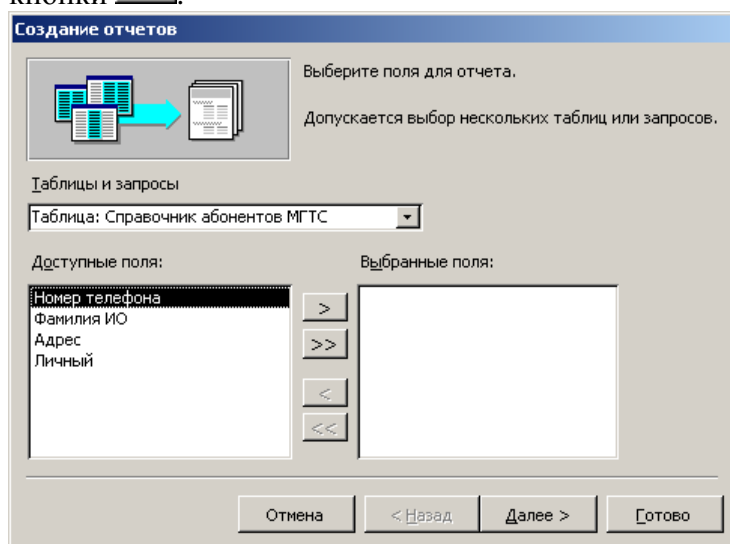 кнопки .
Создание отчетов
Выберите поля для отчета.
Допускается выбор нескольких таблиц или запросов.
Таблицы и запросы
Таблица: Справочник абонентов МГТС
Доступные поля:
Выбранные поля:
Номер телефона
Фамилия ИО
Адрес
Личный
>
>>
<
<<
Отмена
< Назад
Далее >
Готово